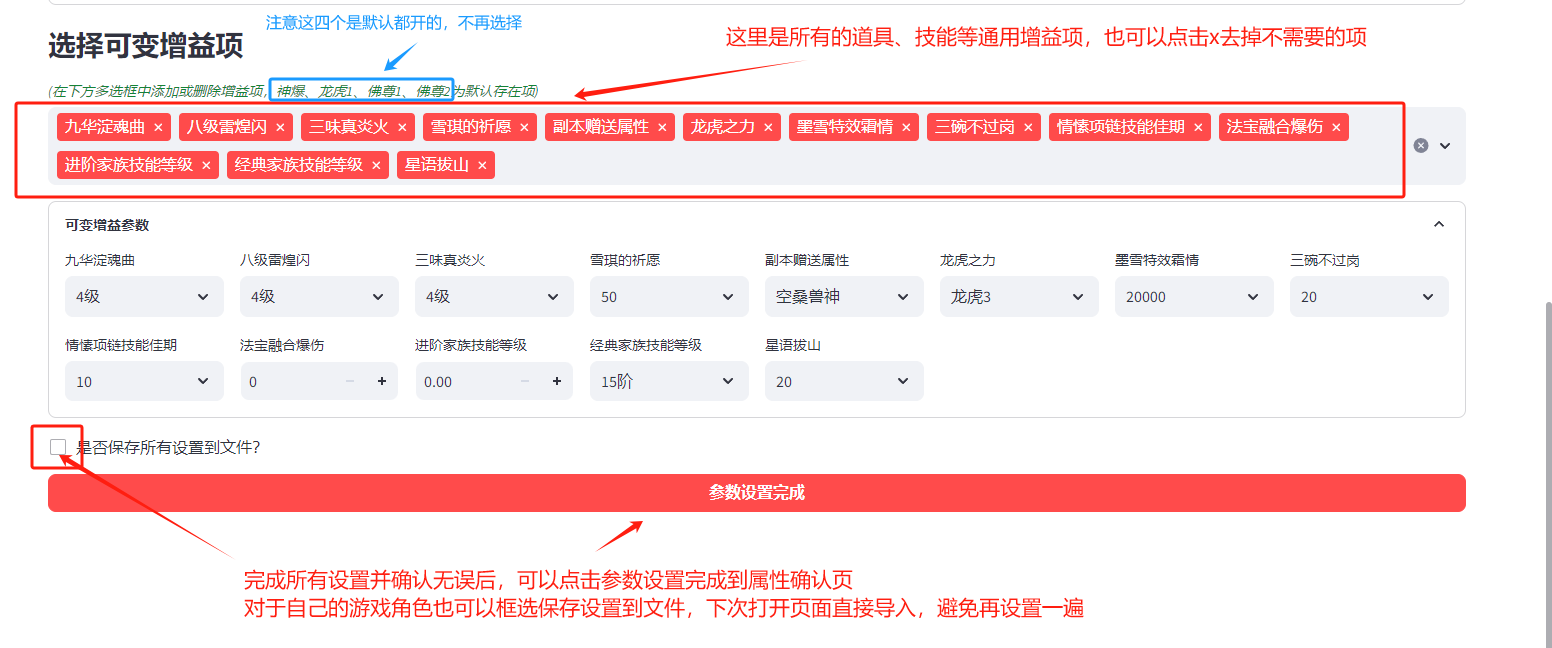 注意这四个是默认都开的，不再选择
选择可变增益项
这里是所有的道具、技能等通用增益项，也可以点击x去掉不需要的项
(在下方多选框中添加或删除增益项，神爆、龙虎1、佛尊1、佛尊2为默认存在项)
九华淀魂曲 × 八级雷煌闪 × 三味真炎火 × 雪琪的祈愿 × 副本赠送属性 × 龙虎之力 × 墨雪特效霜情 × 三碗不过岗 × 情愫项链技能佳期 × 法宝融合爆伤 ×
进阶家族技能等级 × 经典家族技能等级 × 星语拔山 ×
可变增益参数
九华淀魂曲 八级雷煌闪 三味真炎火 雪琪的祈愿 副本赠送属性 龙虎之力 墨雪特效霜情 三碗不过岗
4级 4级 4级 50 空桑兽神 龙虎3 20000 20
情愫项链技能佳期 法宝融合爆伤 进阶家族技能等级 经典家族技能等级 星语拔山
10 0 − + 0.00 − + 15阶 20
是否保存所有设置到文件？
参数设置完成
完成所有设置并确认无误后，可以点击参数设置完成到属性确认页
对于自己的游戏角色也可以框选保存设置到文件，下次打开页面直接导入，避免再设置一遍